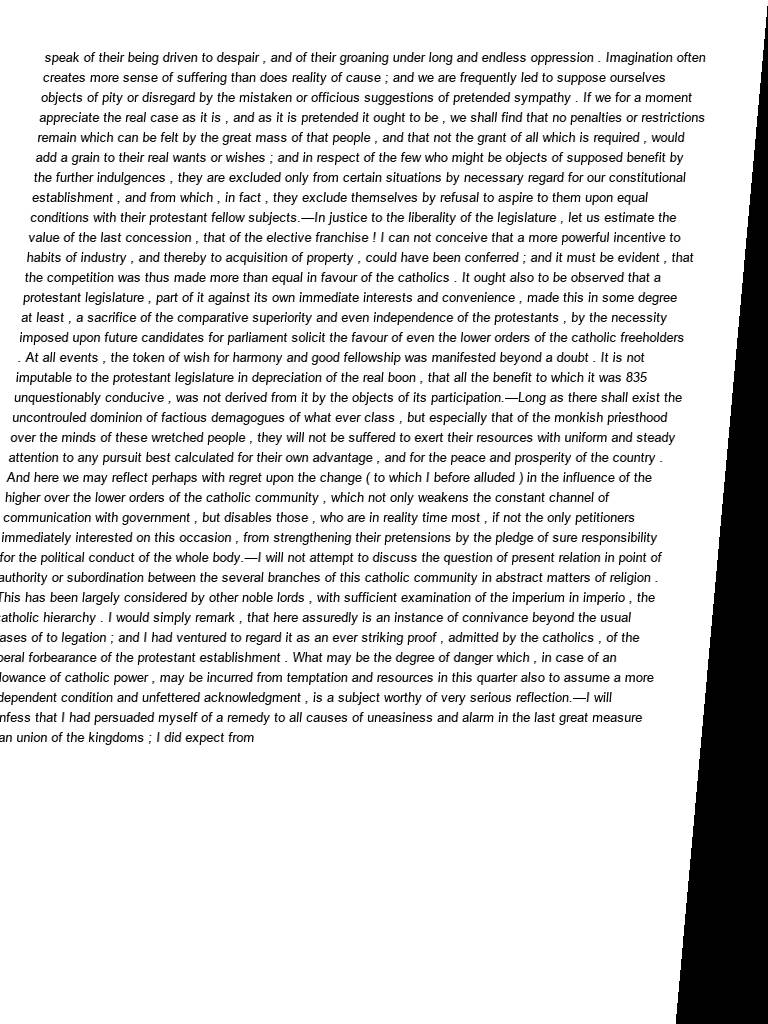 speak of their being driven to despair , and of their groaning under long and endless oppression . Imagination often
creates more sense of suffering than does reality of cause ; and we are frequently led to suppose ourselves
objects of pity or disregard by the mistaken or officious suggestions of pretended sympathy . If we for a moment
appreciate the real case as it is , and as it is pretended it ought to be , we shall find that no penalties or restrictions
remain which can be felt by the great mass of that people , and that not the grant of all which is required , would
add a grain to their real wants or wishes ; and in respect of the few who might be objects of supposed benefit by
the further indulgences , they are excluded only from certain situations by necessary regard for our constitutional
establishment , and from which , in fact , they exclude themselves by refusal to aspire to them upon equal
conditions with their protestant fellow subjects.—In justice to the liberality of the legislature , let us estimate the
value of the last concession , that of the elective franchise ! I can not conceive that a more powerful incentive to
habits of industry , and thereby to acquisition of property , could have been conferred ; and it must be evident , that
the competition was thus made more than equal in favour of the catholics . It ought also to be observed that a
protestant legislature , part of it against its own immediate interests and convenience , made this in some degree
at least , a sacrifice of the comparative superiority and even independence of the protestants , by the necessity
imposed upon future candidates for parliament solicit the favour of even the lower orders of the catholic freeholders
. At all events , the token of wish for harmony and good fellowship was manifested beyond a doubt . It is not
imputable to the protestant legislature in depreciation of the real boon , that all the benefit to which it was 835
unquestionably conducive , was not derived from it by the objects of its participation.—Long as there shall exist the
uncontrouled dominion of factious demagogues of what ever class , but especially that of the monkish priesthood
over the minds of these wretched people , they will not be suffered to exert their resources with uniform and steady
attention to any pursuit best calculated for their own advantage , and for the peace and prosperity of the country .
And here we may reflect perhaps with regret upon the change ( to which I before alluded ) in the influence of the
higher over the lower orders of the catholic community , which not only weakens the constant channel of
communication with government , but disables those , who are in reality time most , if not the only petitioners
immediately interested on this occasion , from strengthening their pretensions by the pledge of sure responsibility
for the political conduct of the whole body.—I will not attempt to discuss the question of present relation in point of
authority or subordination between the several branches of this catholic community in abstract matters of religion .
This has been largely considered by other noble lords , with sufficient examination of the imperium in imperio , the
catholic hierarchy . I would simply remark , that here assuredly is an instance of connivance beyond the usual
ases of to legation ; and I had ventured to regard it as an ever striking proof , admitted by the catholics , of the
beral forbearance of the protestant establishment . What may be the degree of danger which , in case of an
lowance of catholic power , may be incurred from temptation and resources in this quarter also to assume a more
dependent condition and unfettered acknowledgment , is a subject worthy of very serious reflection.—I will
nfess that I had persuaded myself of a remedy to all causes of uneasiness and alarm in the last great measure
an union of the kingdoms ; I did expect from